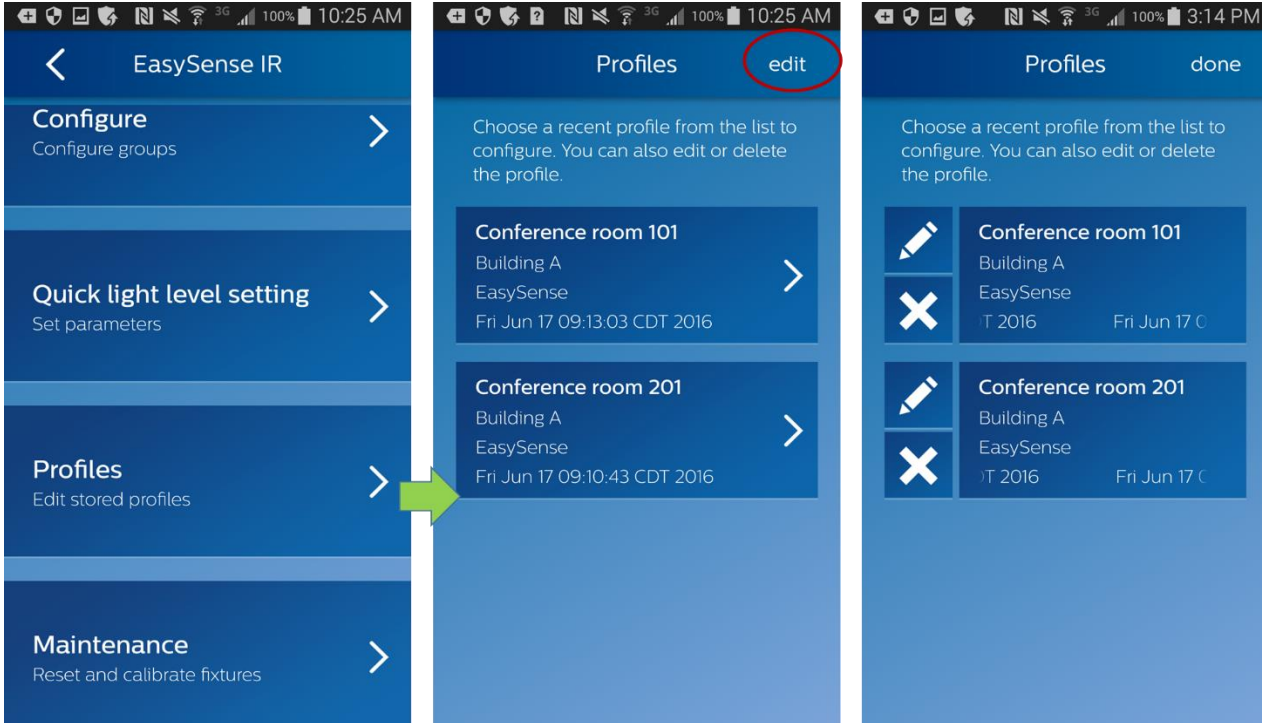 3G 100% 10:25 AM
EasySense IR
Configure
Configure groups
Quick light level setting
Set parameters
Profiles
Edit stored profiles
Maintenance
Reset and calibrate fixtures
3G 100% 10:25 AM
Profiles edit
Choose a recent profile from the list to
configure. You can also edit or delete
the profile.
Conference room 101
Building A
EasySense
Fri Jun 17 09:13:03 CDT 2016
Conference room 201
Building A
EasySense
Fri Jun 17 09:10:43 CDT 2016
3G 100% 3:14 PM
Profiles done
Choose a recent profile from the list to
configure. You can also edit or delete
the profile.
Conference room 101
Building A
EasySense
T 2016 Fri Jun 17
Conference room 201
Building A
EasySense
T 2016 Fri Jun 17